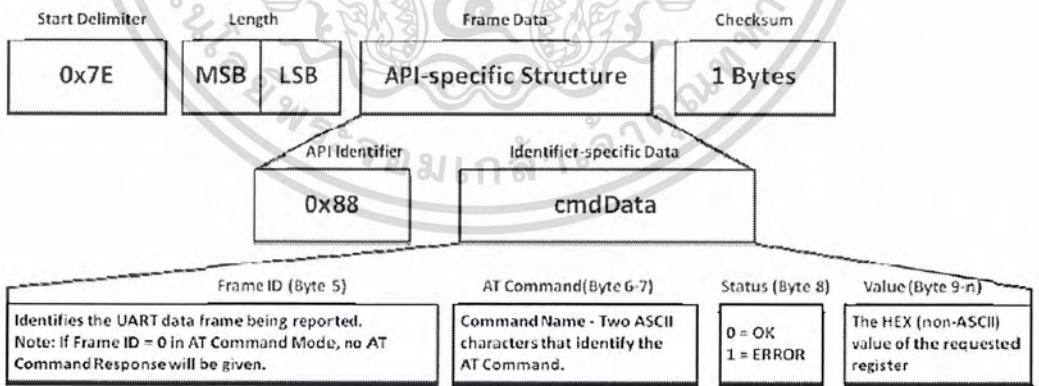 Start Delimiter
Length
Frame Data
Checksum
0x7E
MSB
LSB
API-specific Structure
1 Bytes
API Identifier
Identifier-specific Data
0x88
cmdData
Frame ID (Byte 5)
AT Command(Byte 6-7)
Status (Byte 8)
Value (Byte 9-n)
Identifies the UART data frame being reported.
Note: If Frame ID = 0 in AT Command Mode, no AT
Command Response will be given.
Command Name - Two ASCII
characters that identify the
AT Command.
0 = OK
1 = ERROR
The HEX (non-ASCII)
value of the requested
register